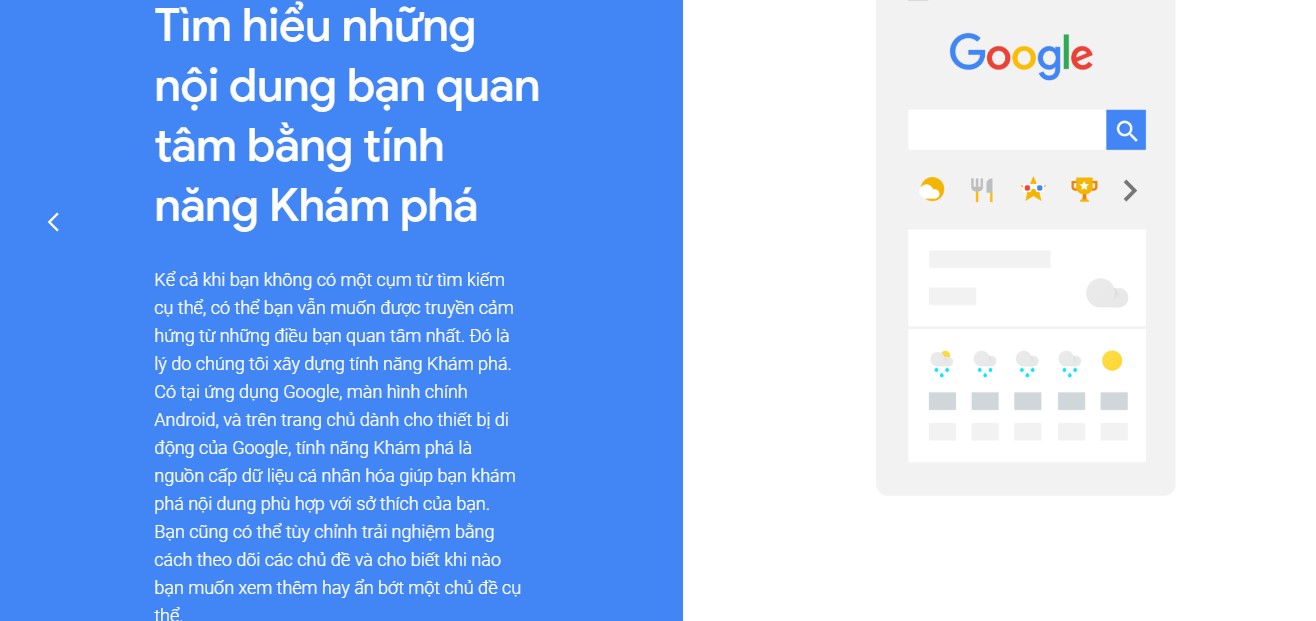 Tìm hiểu những
nội dung bạn quan
tâm bằng tính
năng Khám phá
Kể cả khi bạn không có một cụm từ tìm kiếm
cụ thể, có thể bạn vẫn muốn được truyền cảm
hứng từ những điều bạn quan tâm nhất. Đó là
lý do chúng tôi xây dựng tính năng Khám phá.
Có tại ứng dụng Google, màn hình chính
Android, và trên trang chủ dành cho thiết bị di
động của Google, tính năng Khám phá là
nguồn cấp dữ liệu cá nhân hóa giúp bạn khám
phá nội dung phù hợp với sở thích của bạn.
Bạn cũng có thể tùy chỉnh trải nghiệm bằng
cách theo dõi các chủ đề và cho biết khi nào
bạn muốn xem thêm hay ẩn bớt một chủ đề cụ
thể.
Google